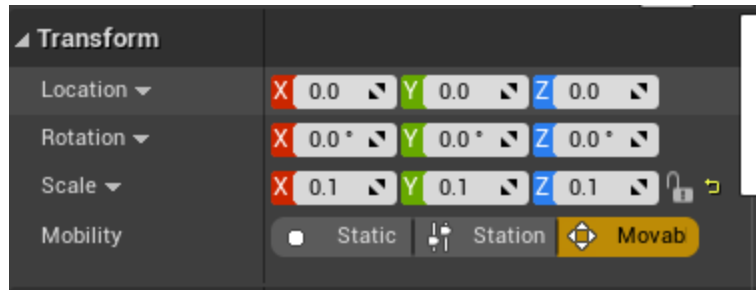 Transform
Location X 0.0 Y 0.0 Z 0.0
Rotation X 0.0° Y 0.0° Z 0.0°
Scale X 0.1 Y 0.1 Z 0.1
Mobility Static Station Movab